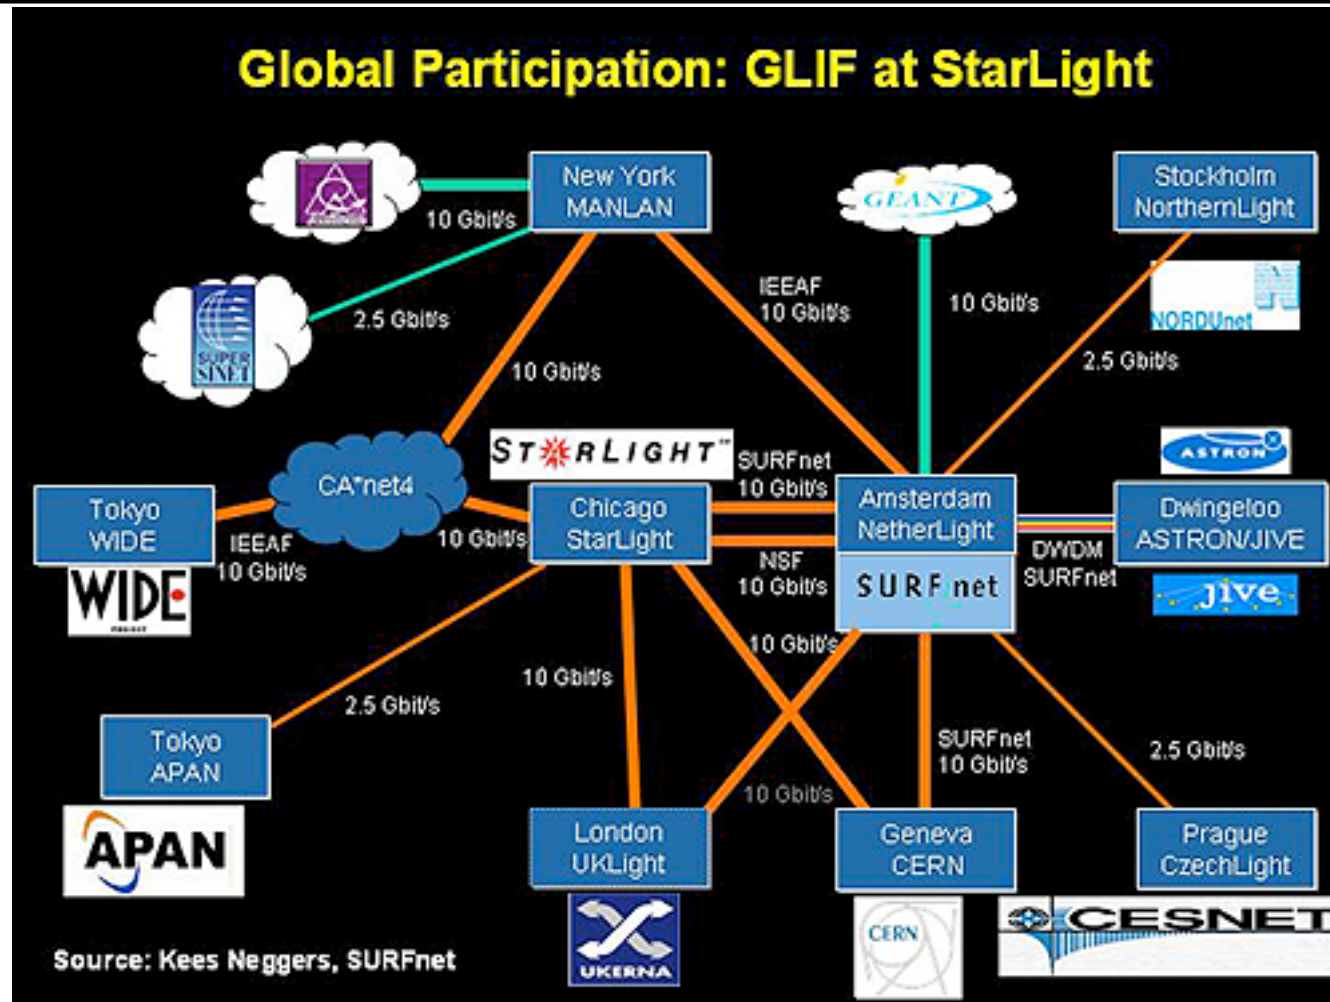 Global Participation: GLIF at StarLight
New York
MANLAN
GEANT
Stockholm
NorthernLight
10 Gbit/s
IEEAF
10 Gbit/s
10 Gbit/s
NORDUnet
2.5 Gbit/s
SUPER
SINET
10 Gbit/s
2.5 Gbit/s
STARLIGHT™
ASTRON
CA*net4
SURFnet
10 Gbit/s
Tokyo
WIDE
Chicago
StarLight
Amsterdam
NetherLight
Dwingeloo
ASTRON/JIVE
IEEAF
10 Gbit/s
10 Gbit/s
NSF
10 Gbit/s
DWDM
SURFnet
WIDE
PROJECT
SURF net
JIVE
10 Gbit/s
10 Gbit/s
2.5 Gbit/s
Tokyo
APAN
SURFnet
10 Gbit/s
2.5 Gbit/s
10 Gbit/s
APAN
London
UKLight
Geneva
CERN
Prague
CzechLight
UKERNA
CERN
CESNET
Source: Kees Neggers, SURFnet